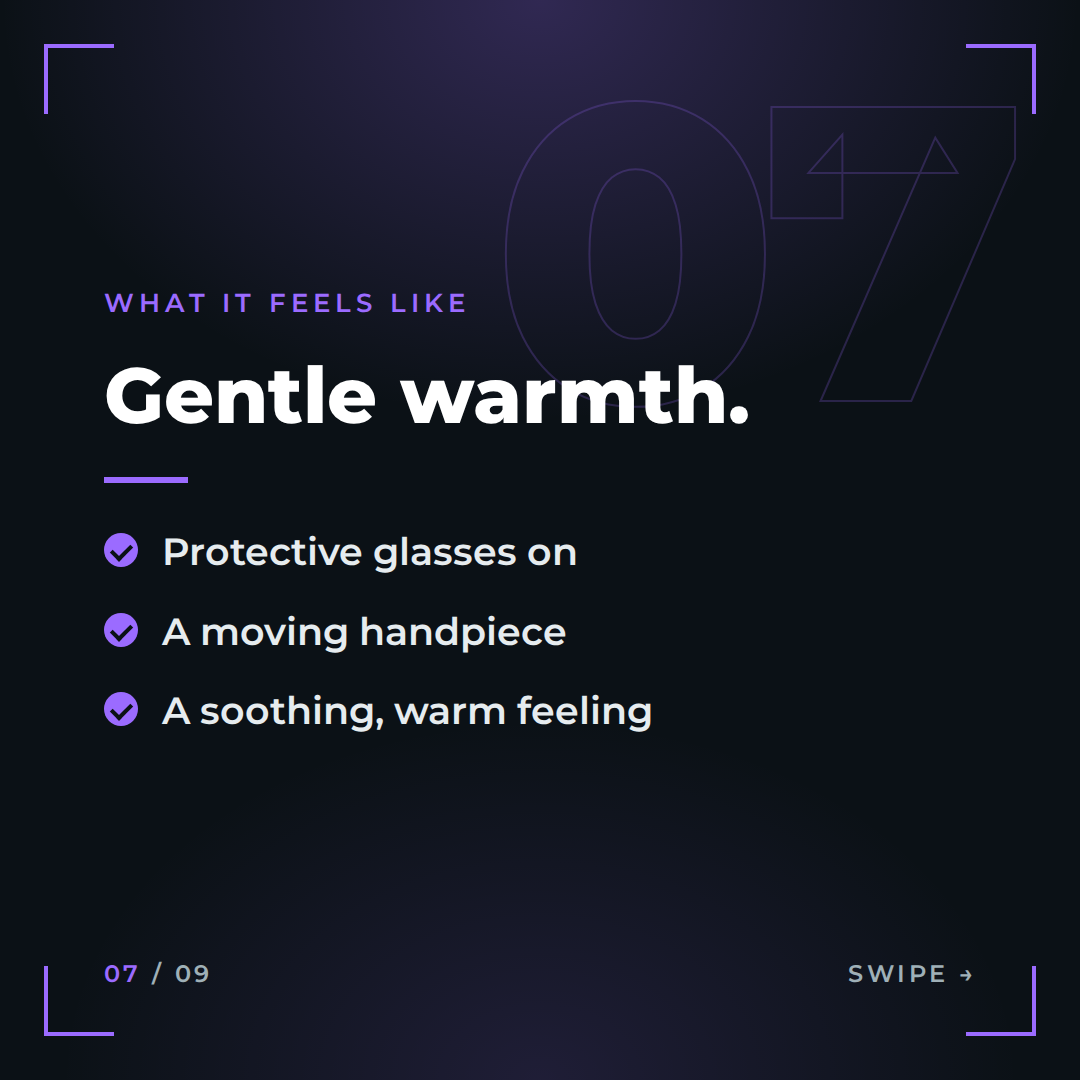 07
WHAT IT FEELS LIKE
Gentle warmth.
Protective glasses on
A moving handpiece
A soothing, warm feeling
07 / 09
SWIPE →